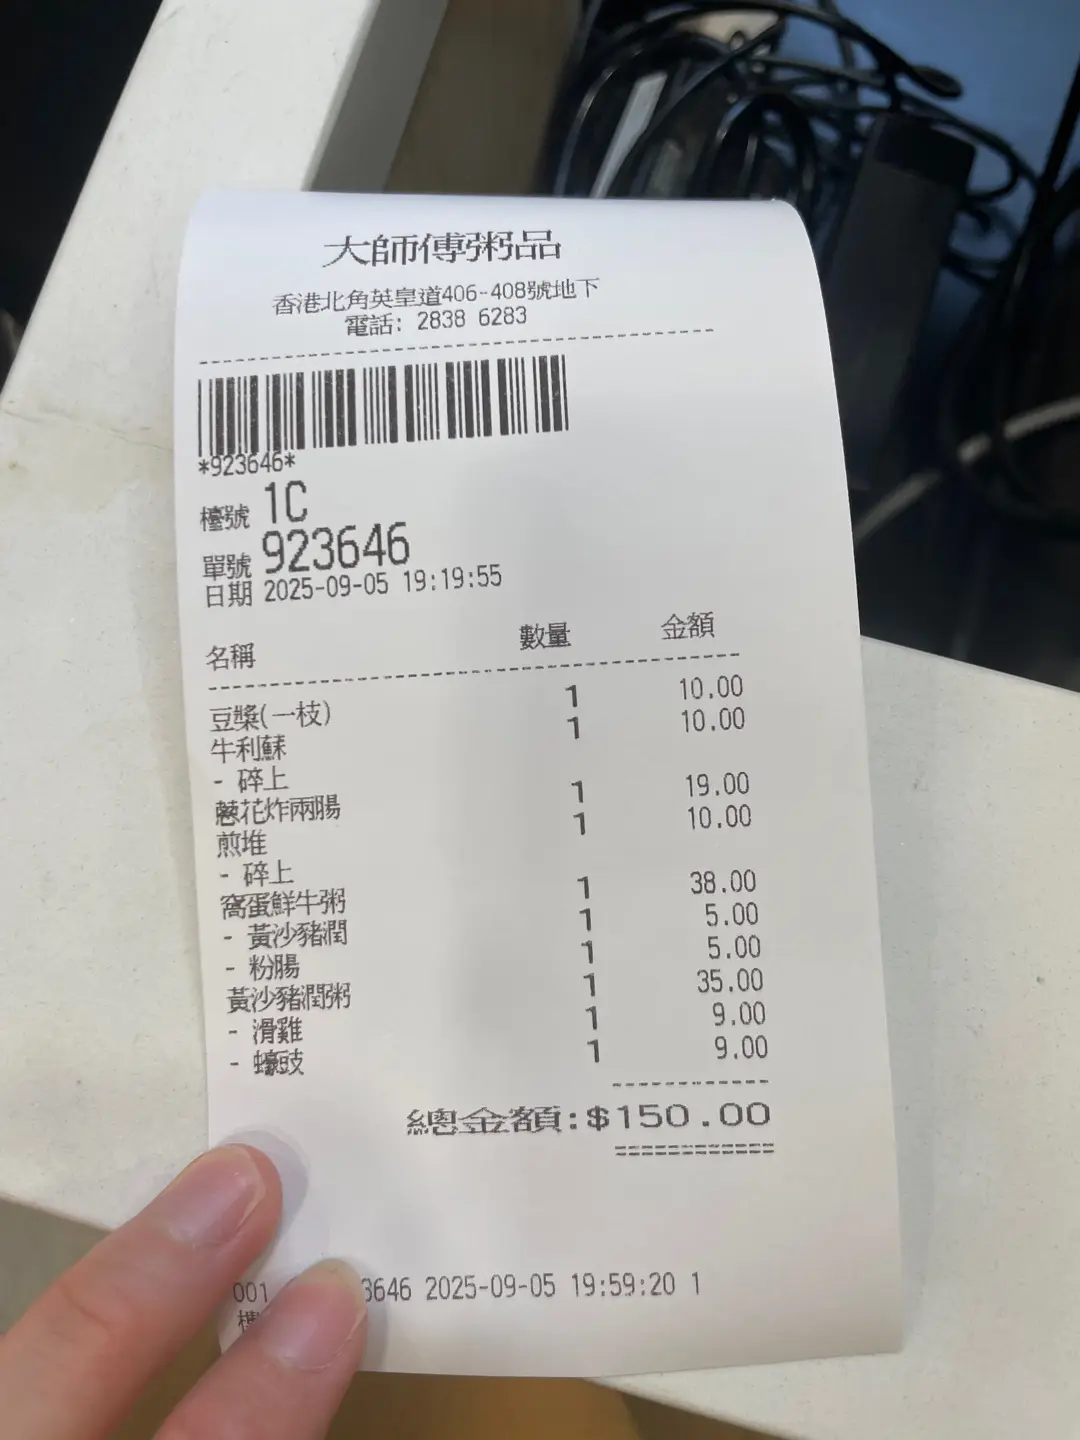 大師傅粥品
香港北角英皇道406-408號地下
電話: 2838 6283
*923646*
檯號 1C
單號 923646
日期 2025-09-05 19:19:55
名稱 數量 金額
豆漿(一枝) 1 10.00
牛利蘇 1 10.00
- 碎上
蔥花炸兩腸 1 19.00
煎堆 1 10.00
- 碎上
窩蛋鮮牛粥 1 38.00
- 黃沙豬潤 1 5.00
- 粉腸 1 5.00
黃沙豬潤粥 1 35.00
- 滑雞 1 9.00
- 蠔豉 1 9.00
總金額:$150.00
001 3646 2025-09-05 19:59:20 1